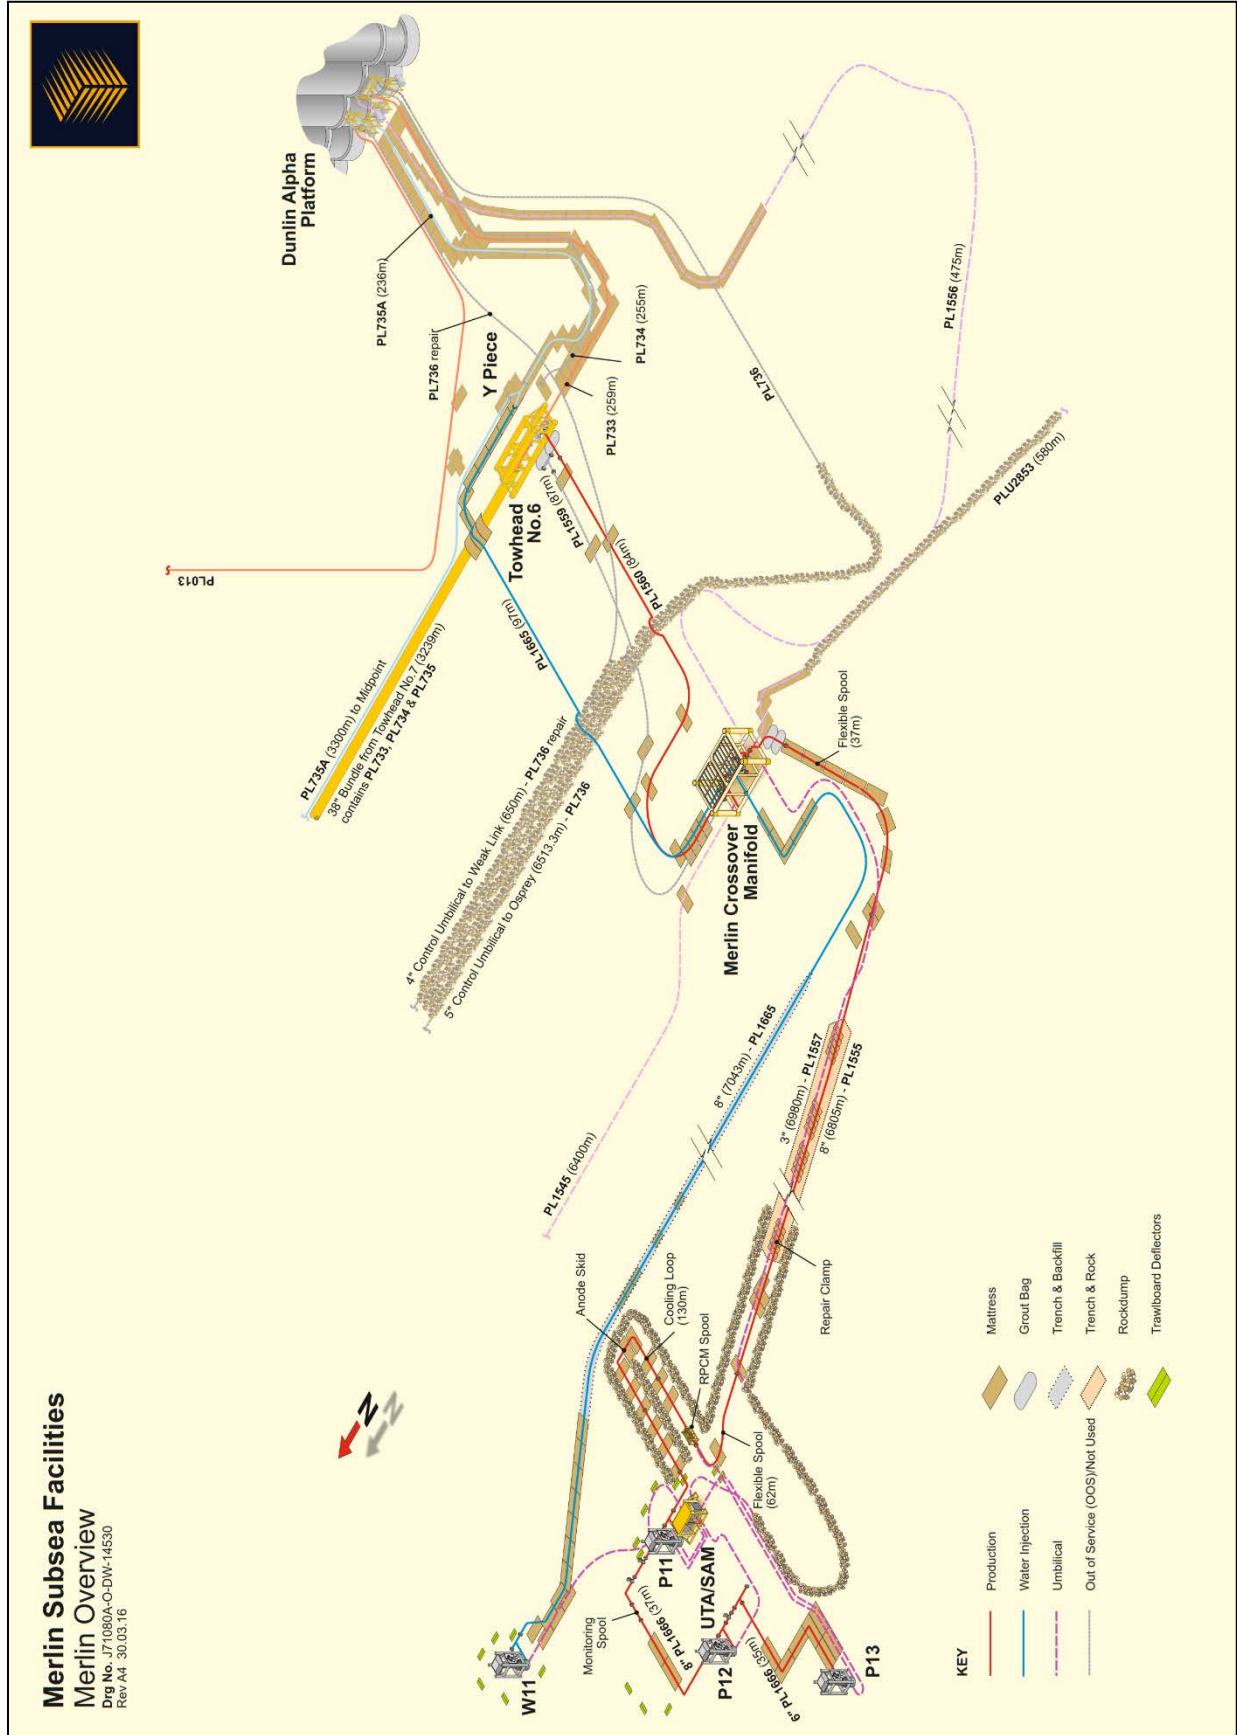 Merlin Subsea Facilities
Merlin Overview
Drg No. J71080A-O-DW-14530
Rev A4 30.03.16
N
N
Dunlin Alpha
Platform
PL735A (236m)
PL736 repair
Y Piece
PL734 (255m)
PL733 (259m)
PL736
PL1556 (475m)
PLU2853 (580m)
PL013
Towhead
No.6
PL1559 (87m)
PL1560 (84m)
PL1665 (97m)
PL735A (3300m) to Midpoint
38" Bundle from Towhead No.7 (3239m)
contains PL733, PL734 & PL735
4" Control Umbilical to Weak Link (650m) - PL736 repair
5" Control Umbilical to Osprey (6513.3m) - PL736
Flexible Spool
(37m)
Merlin Crossover
Manifold
PL1545 (6400m)
8" (7043m) - PL1665
3" (6980m) - PL1557
8" (6805m) - PL1555
Anode Skid
Cooling Loop
(130m)
RPCM Spool
Repair Clamp
Flexible Spool
(62m)
W11
P11
UTA/SAM
Monitoring
Spool
8" PL1666 (37m)
P12
6" PL1666 (35m)
P13
KEY
Production
Water Injection
Umbilical
Out of Service (OOS)/Not Used
Mattress
Grout Bag
Trench & Backfill
Trench & Rock
Rockdump
Trawlboard Deflectors